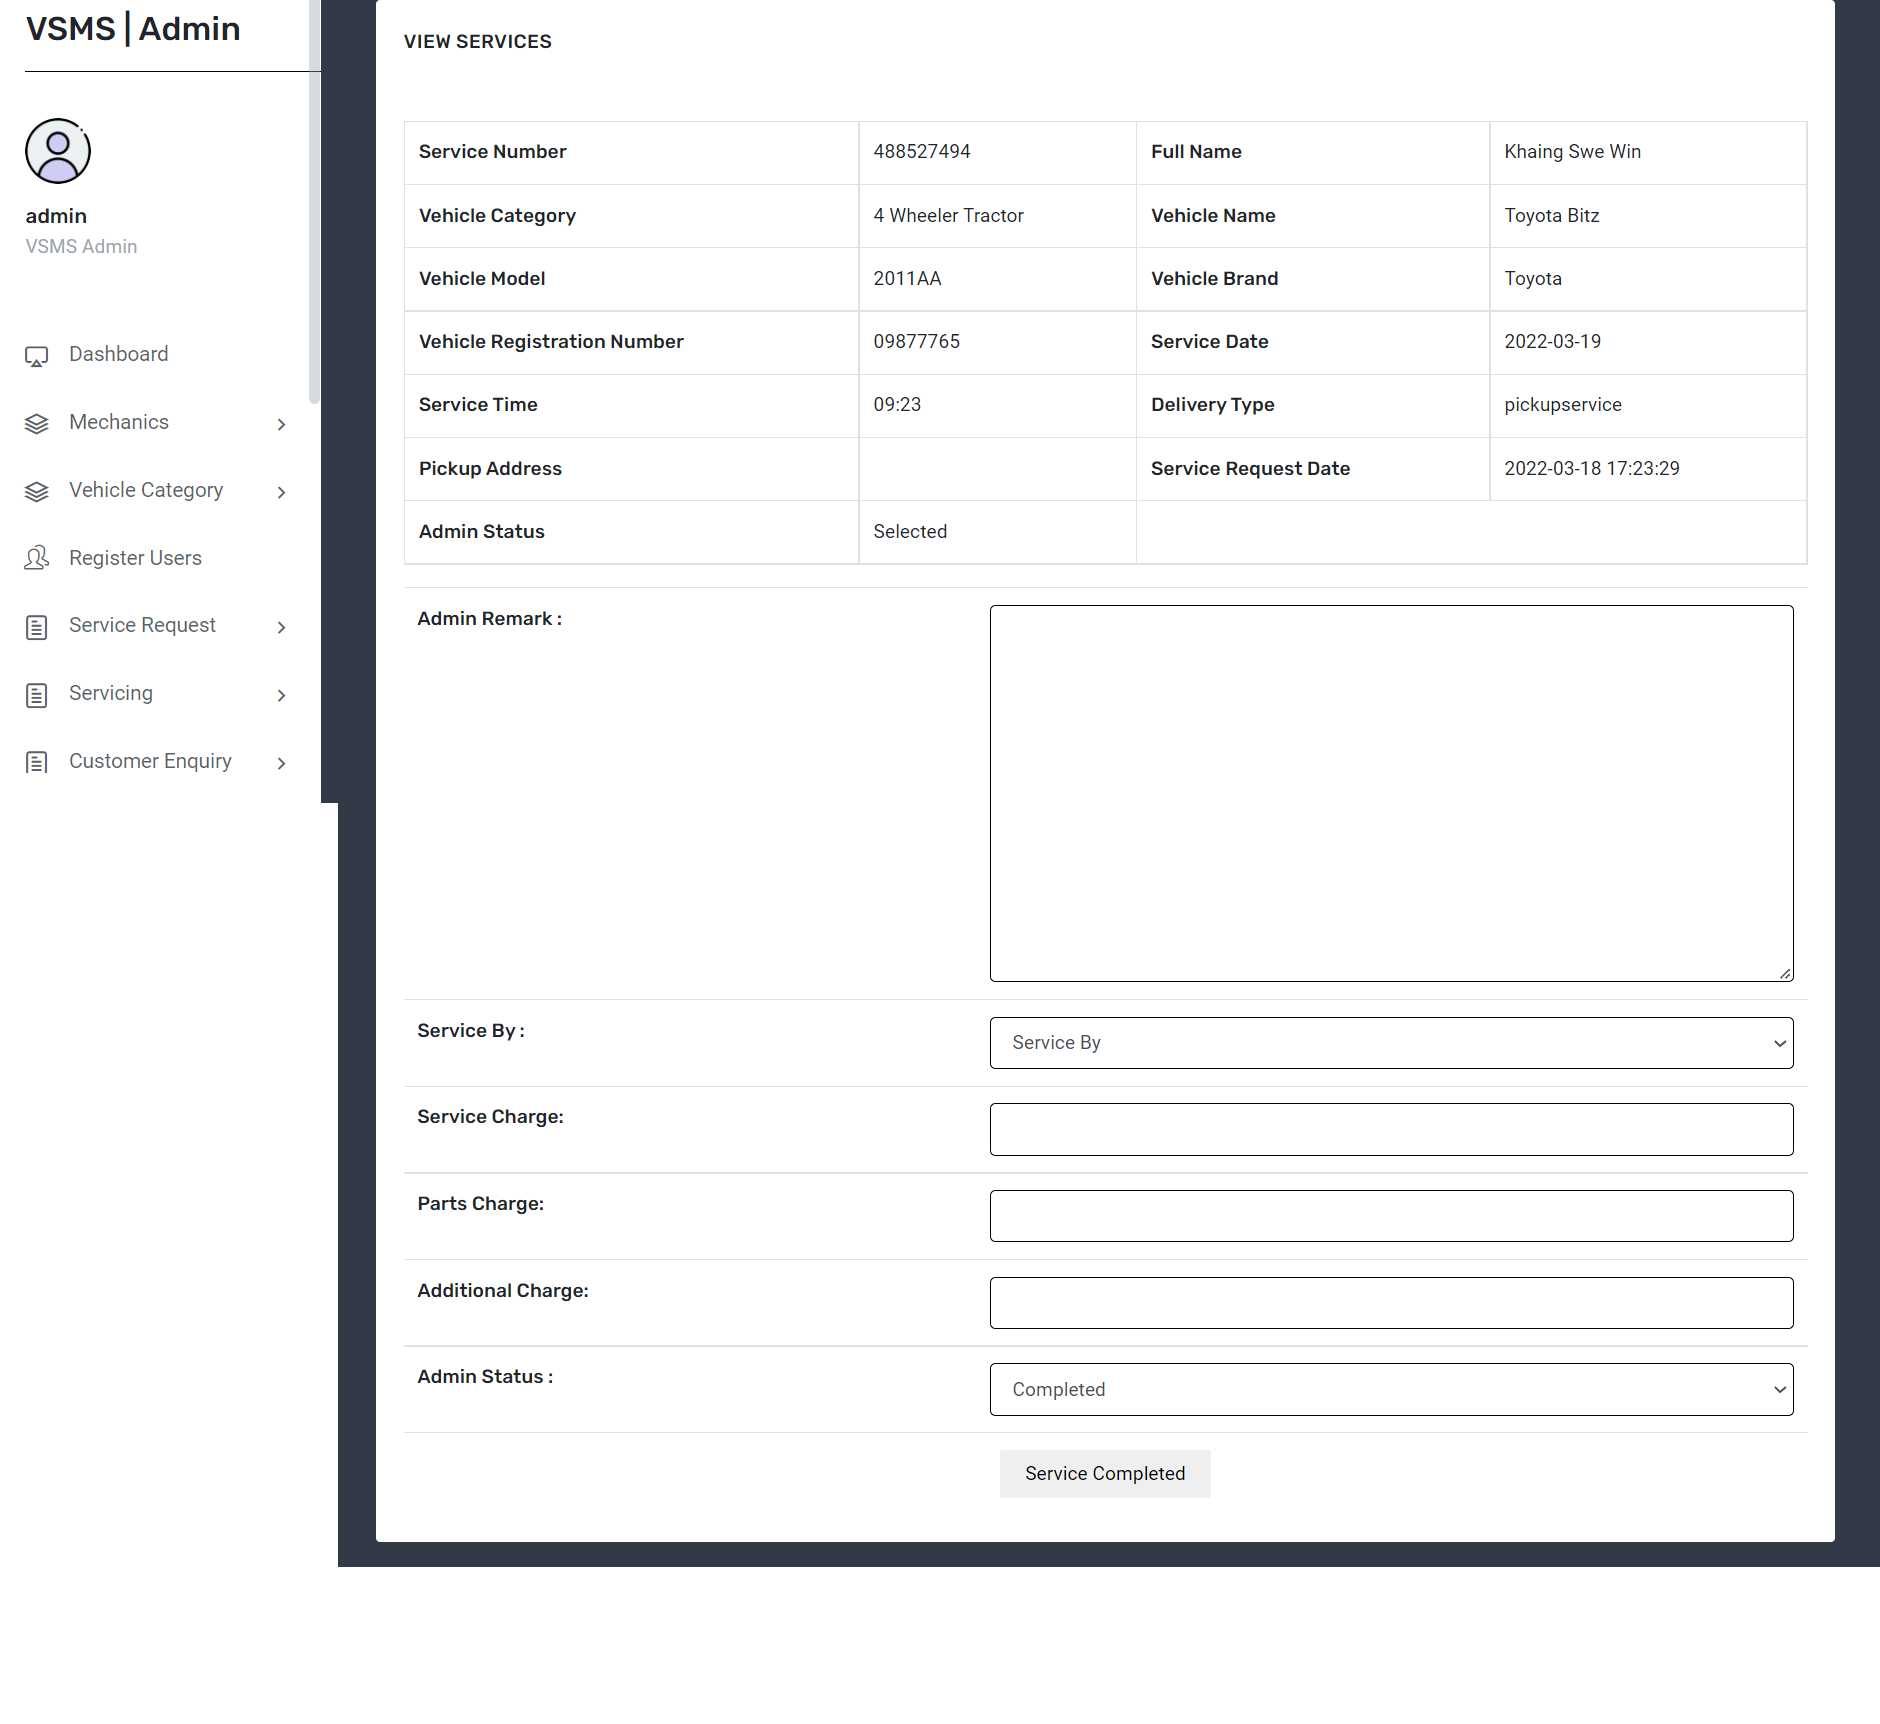 VSMS | Admin
admin
VSMS Admin
Dashboard
Mechanics
Vehicle Category
Register Users
Service Request
Servicing
Customer Enquiry
VIEW SERVICES
Service Number 488527494 Full Name Khaing Swe Win
Vehicle Category 4 Wheeler Tractor Vehicle Name Toyota Bitz
Vehicle Model 2011AA Vehicle Brand Toyota
Vehicle Registration Number 09877765 Service Date 2022-03-19
Service Time 09:23 Delivery Type pickupservice
Pickup Address Service Request Date 2022-03-18 17:23:29
Admin Status Selected
Admin Remark :
Service By : Service By
Service Charge:
Parts Charge:
Additional Charge:
Admin Status : Completed
Service Completed